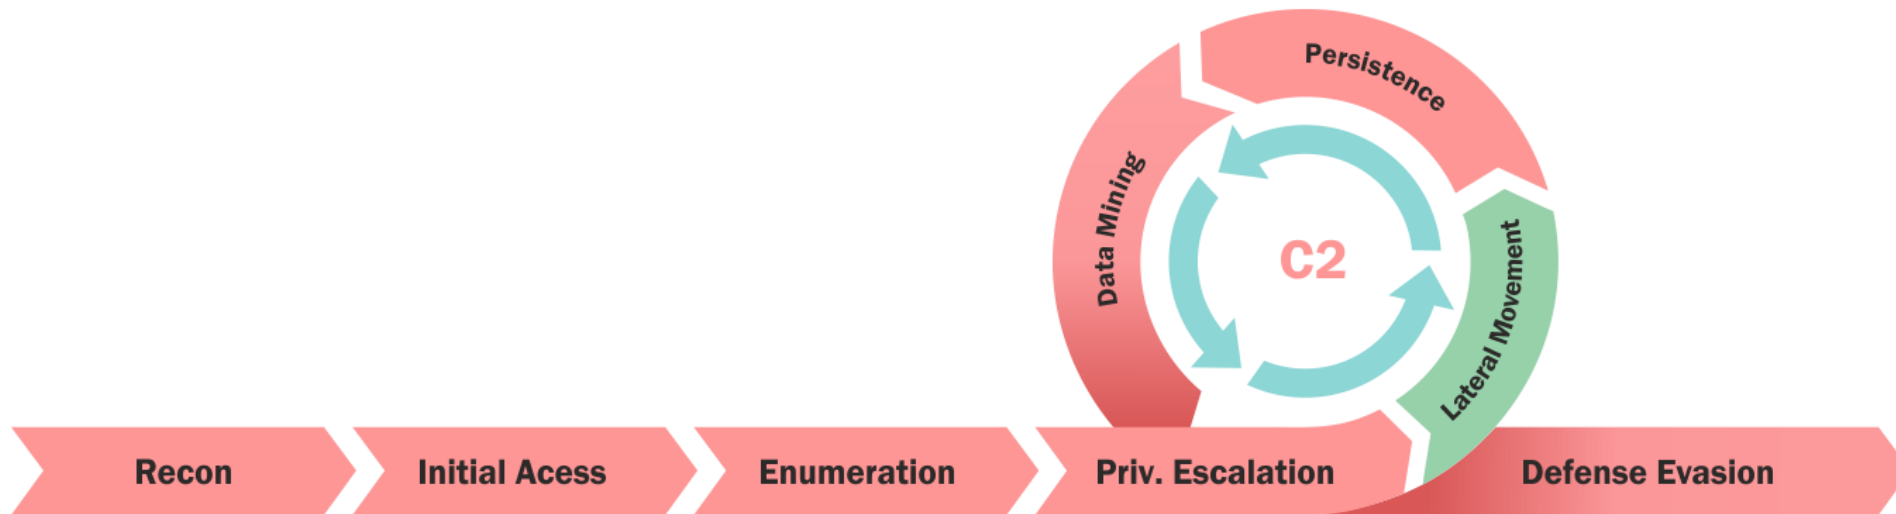 Persistence
Data Mining
C2
Lateral Movement
Recon
Initial Acess
Enumeration
Priv. Escalation
Defense Evasion